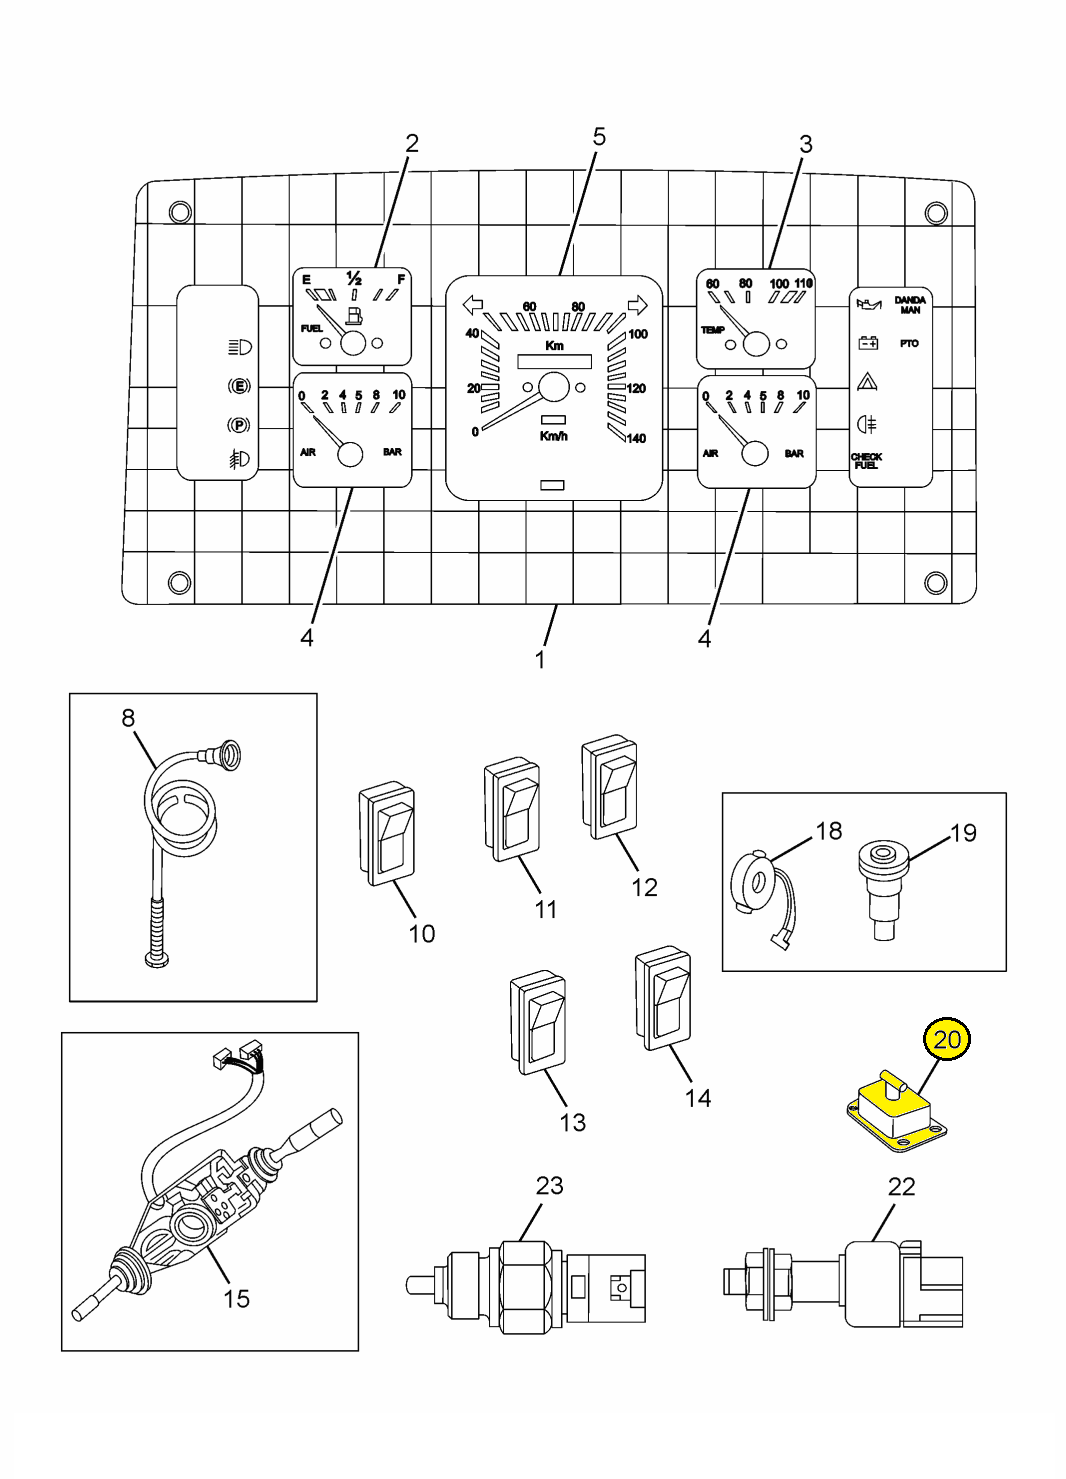 2
5
3
E ½ F
FUEL
60 80
40 100
Km
20 120
0 Km/h 140
60 80 100 110
TEMP
DANDA
MAN
PTO
E
P
CHECK
FUEL
0 2 4 5 8 10
AIR BAR
0 2 4 5 8 10
AIR BAR
4
1
4
8
10
11
12
18
19
13
14
20
15
23
22